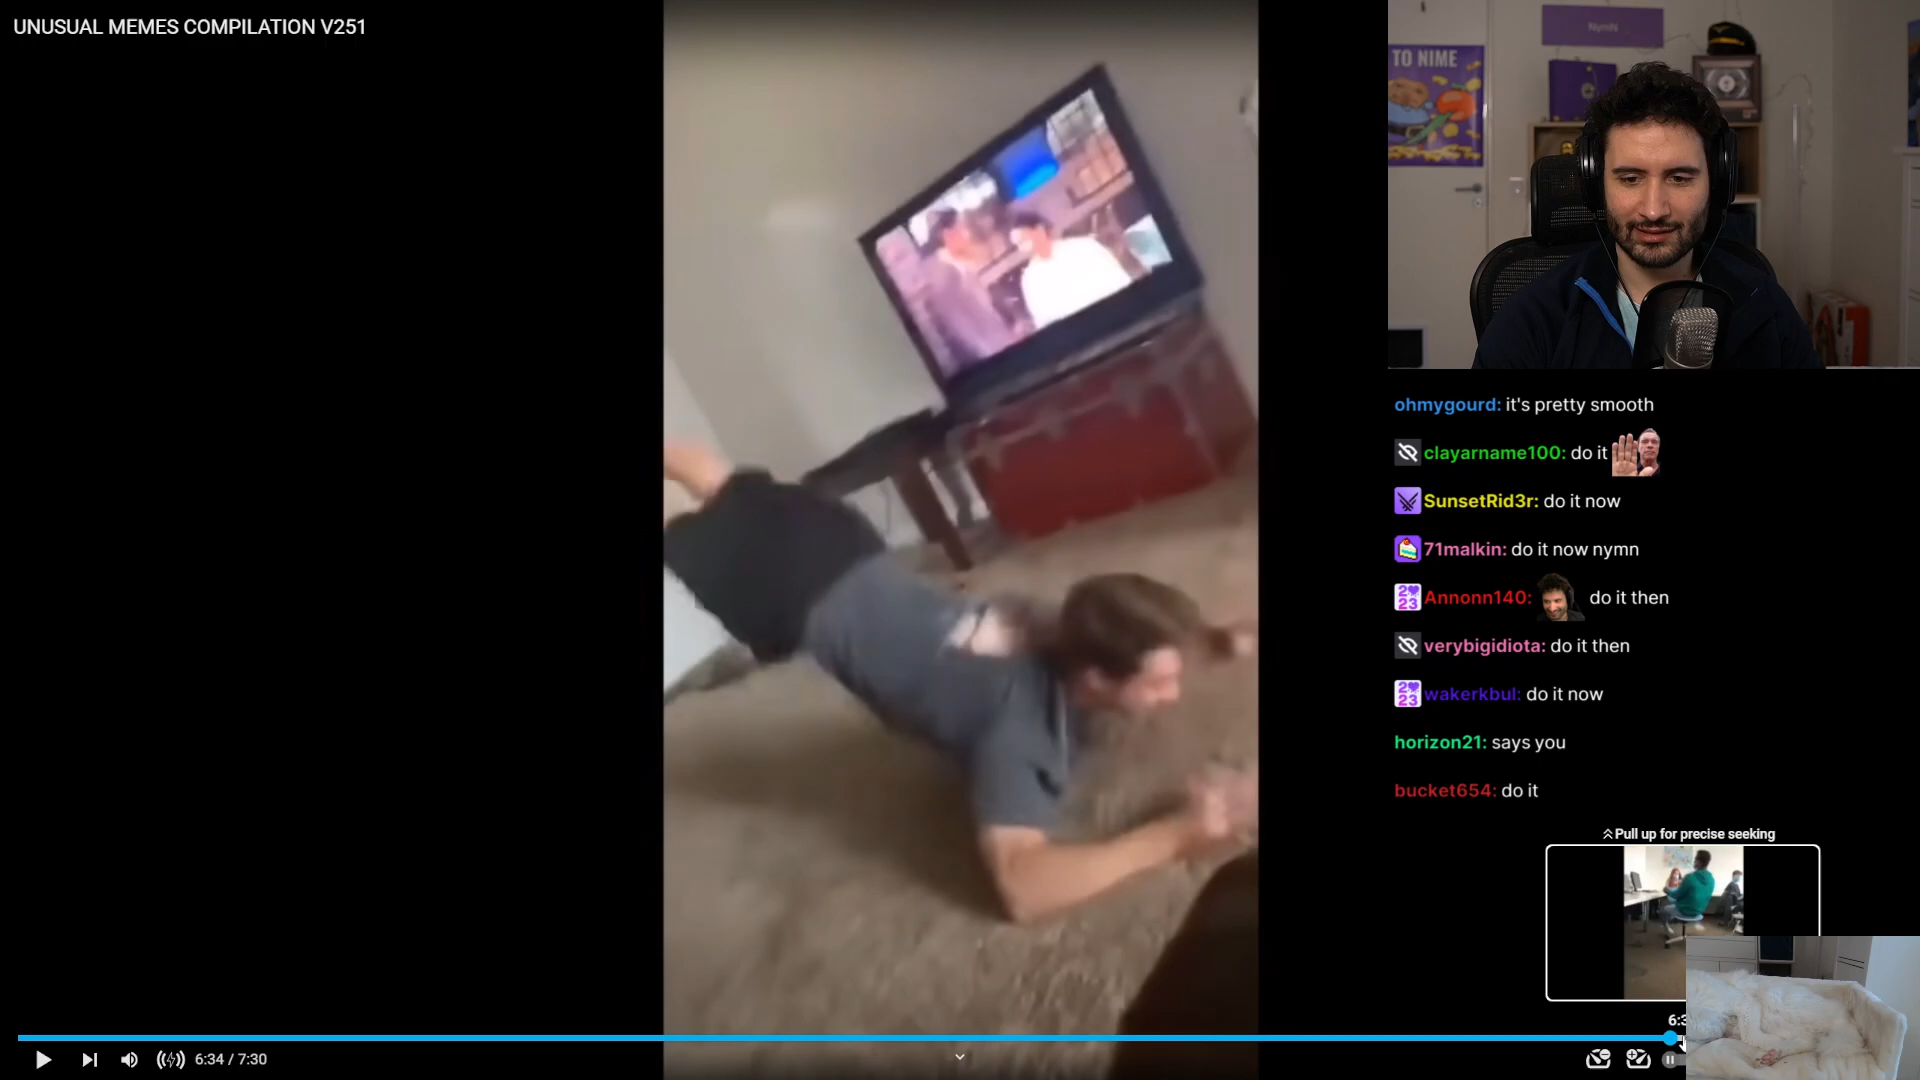 UNUSUAL MEMES COMPILATION V251
NymN
TO NIME
ohmygourd: it's pretty smooth
clayarname100: do it
SunsetRid3r: do it now
71malkin: do it now nymn
Annonn140: do it then
verybigidiota: do it then
wakerkbul: do it now
horizon21: says you
bucket654: do it
Pull up for precise seeking
6:34 / 7:30